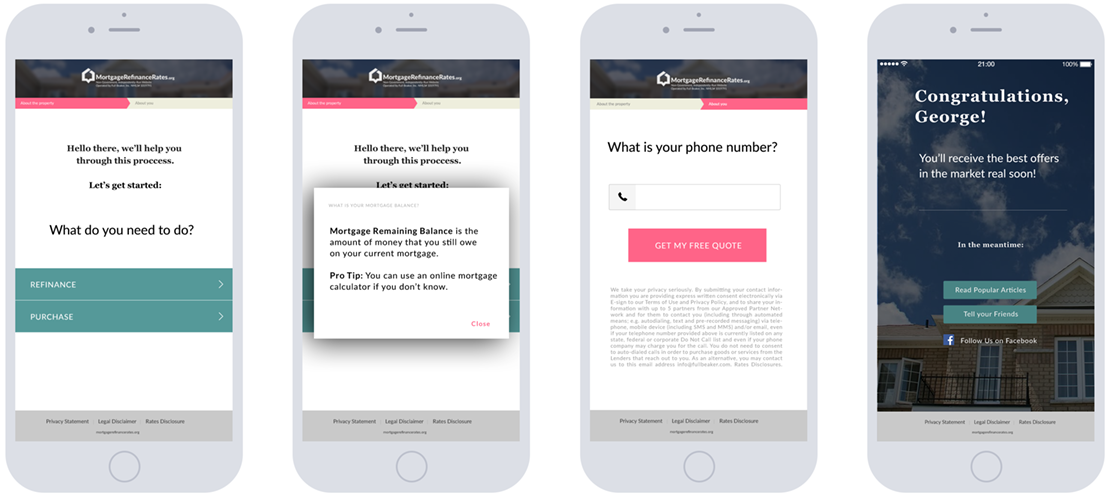 MortgageRefinanceRates.org
About the property
About you
Hello there, we'll help you
through this proccess.
Let's get started:
What do you need to do?
REFINANCE
PURCHASE
Privacy Statement Legal Disclaimer Rates Disclosure
mortgagerefinancerates.org
MortgageRefinanceRates.org
About the property
About you
Hello there, we'll help you
through this proccess.
Let's get started:
WHAT IS YOUR MORTGAGE BALANCE?
Mortgage Remaining Balance is the
amount of money that you still owe
on your current mortgage.
Pro Tip: You can use an online mortgage
calculator if you don't know.
Close
Privacy Statement Legal Disclaimer Rates Disclosure
mortgagerefinancerates.org
MortgageRefinanceRates.org
About the property
About you
What is your phone number?
GET MY FREE QUOTE
We take your privacy seriously. By submitting your contact infor-
mation you are providing express written consent electronically via
E-sign to our Terms of Use and Privacy Policy, and to share your in-
formation with up to 5 partners from our Approved Partner Net-
work and for them to contact you (including through automated
means; e.g. autodialing, text and pre-recorded messaging) via tele-
phone, mobile device (including SMS and MMS) and/or email, even
if your telephone number provided above is currently listed on any
state, federal or corporate Do Not Call list and even if your phone
company may charge you for the call. You do not need to consent
to auto-dialed calls in order to purchase goods or services from the
Lenders that reach out to you. As an alternative, you may contact
us to this email address info@fullbeaker.com. Rates Disclosures.
Privacy Statement Legal Disclaimer Rates Disclosure
mortgagerefinancerates.org
21:00
100%
Congratulations,
George!
You'll receive the best offers
in the market real soon!
In the meantime:
Read Popular Articles
Tell your Friends
Follow Us on Facebook
Privacy Statement Legal Disclaimer Rates Disclosure
mortgagerefinancerates.org